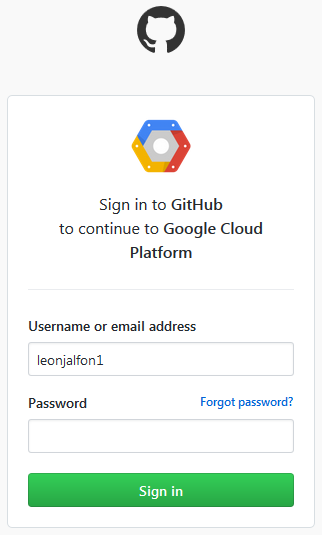 Sign in to GitHub
to continue to Google Cloud
Platform
Username or email address
leonjalfon1
Password Forgot password?
Sign in